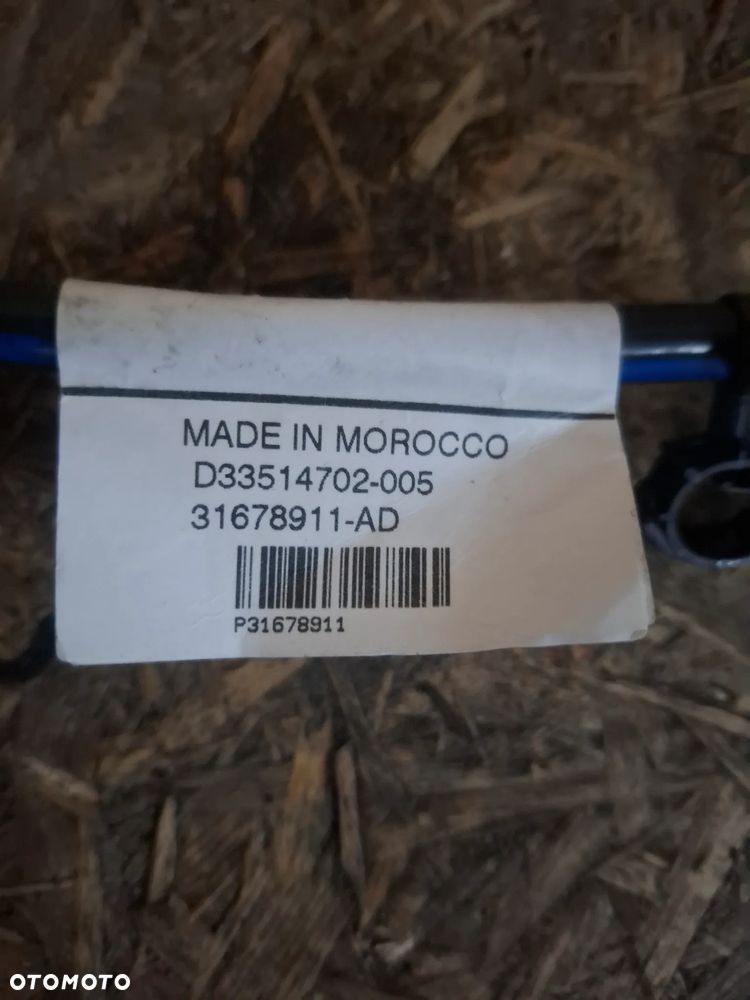 MADE IN MOROCCO
D33514702-005
31678911-AD
P31678911
OTOMOTO